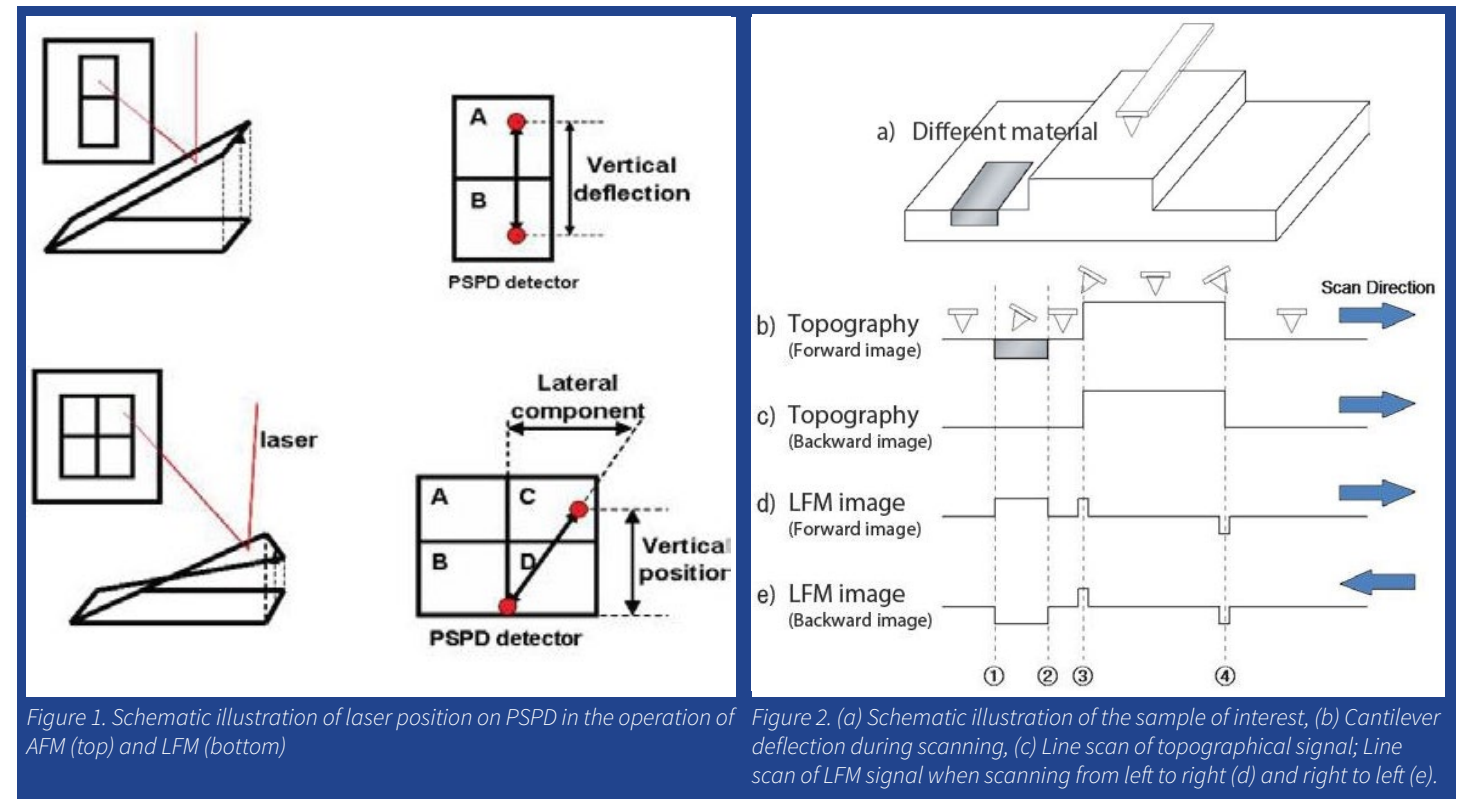 A
B
Vertical
deflection
PSPD detector
laser
Lateral
component
A
C
B
D
Vertical
position
PSPD detector
Figure 1. Schematic illustration of laser position on PSPD in the operation of
AFM (top) and LFM (bottom)
a) Different material
Scan Direction
b) Topography
(Forward image)
c) Topography
(Backward image)
d) LFM image
(Forward image)
e) LFM image
(Backward image)
① ② ③ ④
Figure 2. (a) Schematic illustration of the sample of interest, (b) Cantilever
deflection during scanning, (c) Line scan of topographical signal; Line
scan of LFM signal when scanning from left to right (d) and right to left (e).